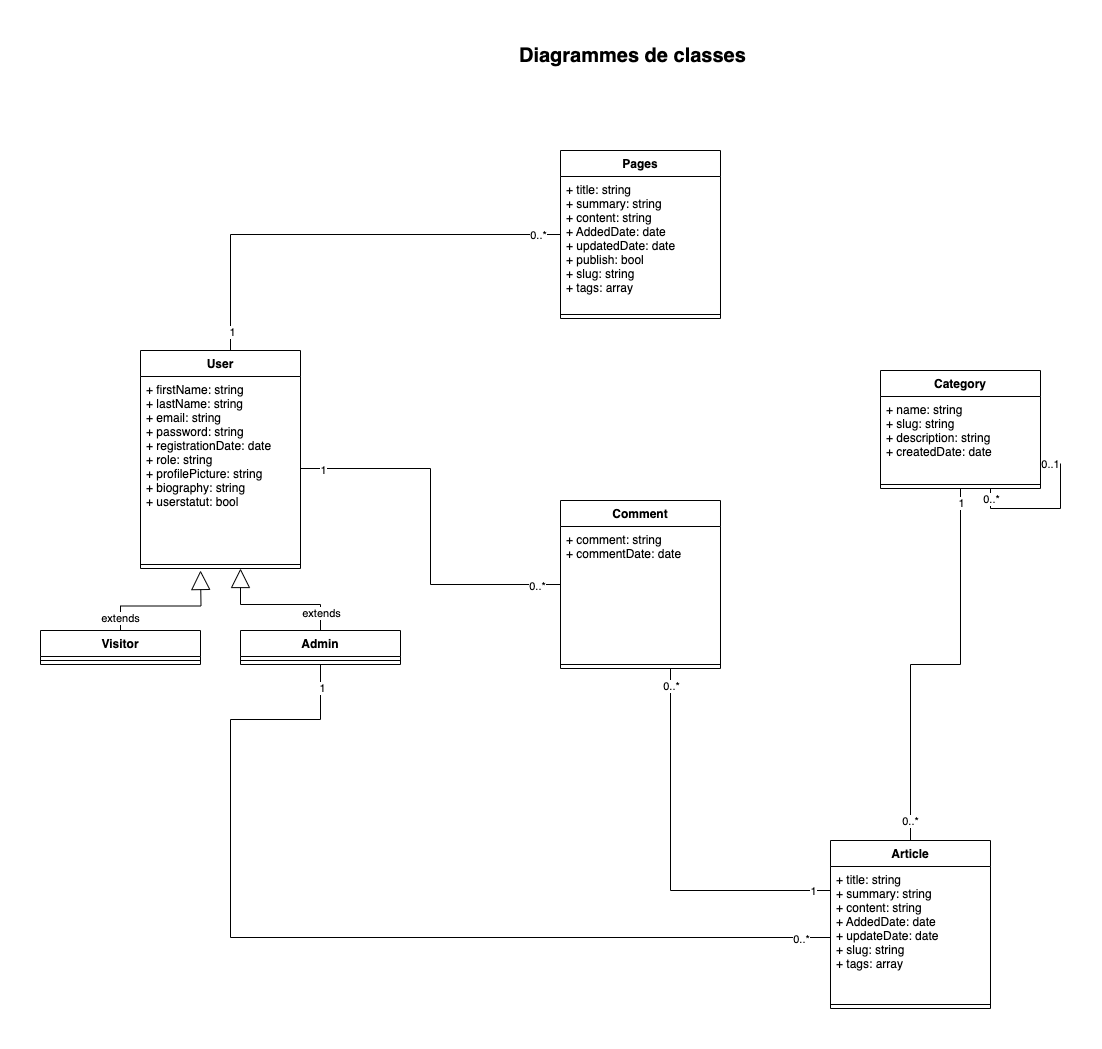 Diagrammes de classes
Pages
+ title: string
+ summary: string
+ content: string
+ AddedDate: date
+ updatedDate: date
+ publish: bool
+ slug: string
+ tags: array
0..*
1
User
+ firstName: string
+ lastName: string
+ email: string
+ password: string
+ registrationDate: date
+ role: string
+ profilePicture: string
+ biography: string
+ userstatut: bool
1
Category
+ name: string
+ slug: string
+ description: string
+ createdDate: date
0..1
0..*
1
Comment
+ comment: string
+ commentDate: date
0..*
extends
extends
Visitor
Admin
1
0..*
0..*
Article
+ title: string
+ summary: string
+ content: string
+ AddedDate: date
+ updateDate: date
+ slug: string
+ tags: array
1
0..*